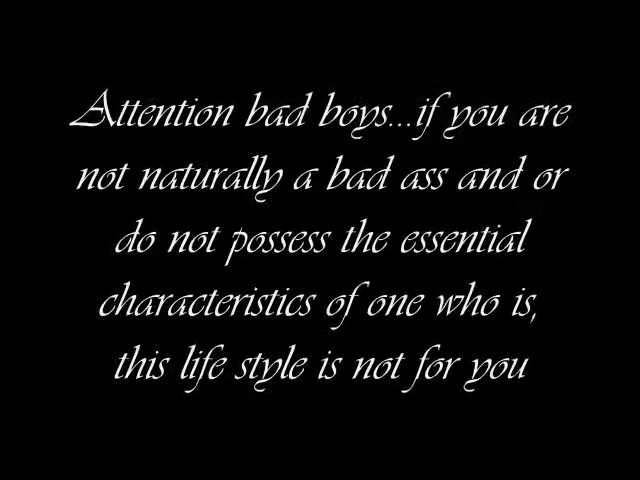 Attention bad boys...if you are
not naturally a bad ass and or
do not possess the essential
characteristics of one who is,
this life style is not for you